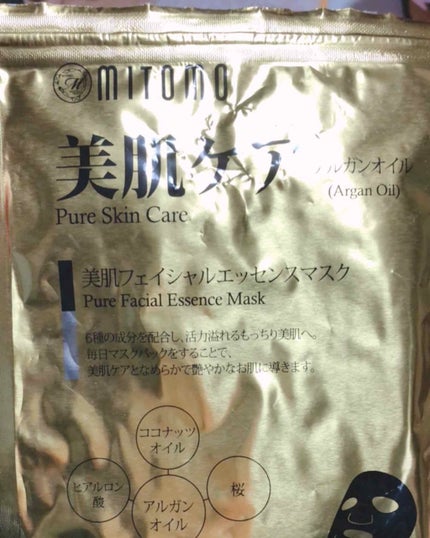 MITOMO
美肌ケア
アルガンオイル
(Argan Oil)
Pure Skin Care
美肌フェイシャルエッセンスマスク
Pure Facial Essence Mask
6種の成分を配合し、活力溢れるもっちり美肌へ。
毎日マスクパックをすることで、
美肌ケアとなめらかで艶やかなお肌に導きます。
ココナッツ
オイル
ヒアルロン
酸
アルガン
オイル
桜